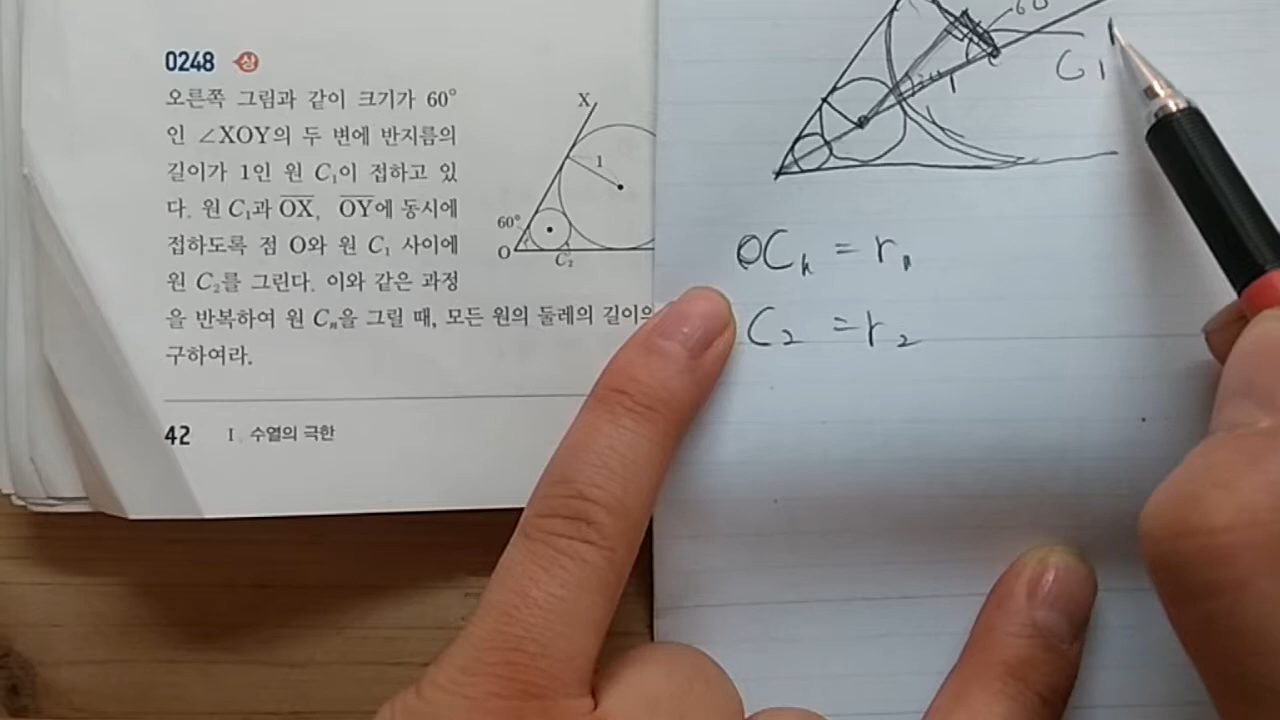 0248 상
오른쪽 그림과 같이 크기가 60°
인 ∠XOY의 두 변에 반지름의
길이가 1인 원 C₁이 접하고 있
다. 원 C₁과 OX, OY에 동시에
접하도록 점 O와 원 C₁ 사이에
원 C₂를 그린다. 이와 같은 과정
을 반복하여 원 Cₙ을 그릴 때, 모든 원의 둘레의 길이의
구하여라.
X
1
60°
O
C₂
42 I 수열의 극한
60
C₁
1
OCₙ = rₙ
C₂ = r₂